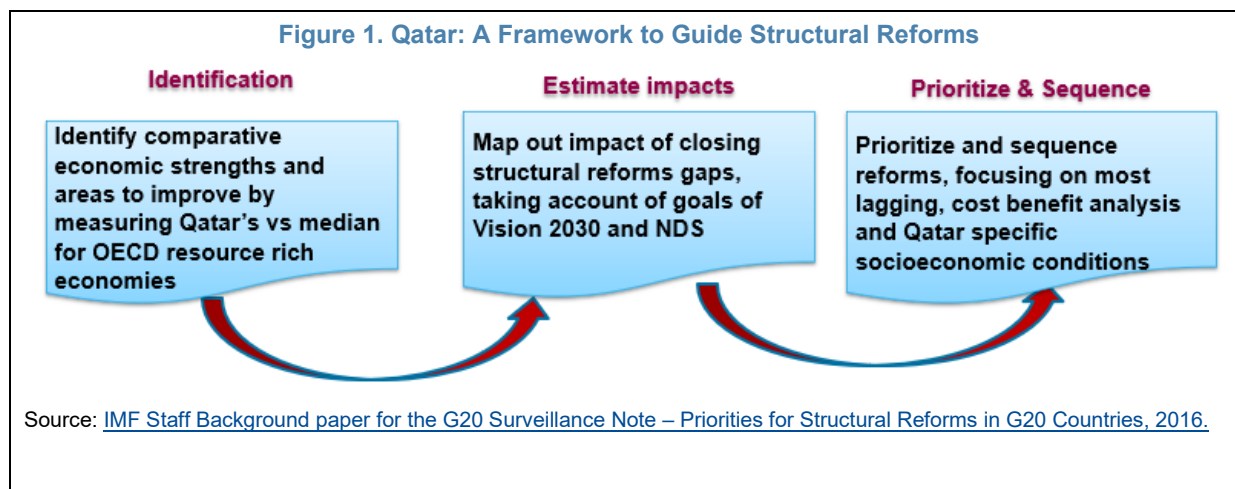 Figure 1. Qatar: A Framework to Guide Structural Reforms
Identification
Identify comparative
economic strengths and
areas to improve by
measuring Qatar's vs median
for OECD resource rich
economies
Estimate impacts
Map out impact of closing
structural reforms gaps,
taking account of goals of
Vision 2030 and NDS
Prioritize & Sequence
Prioritize and sequence
reforms, focusing on most
lagging, cost benefit analysis
and Qatar specific
socioeconomic conditions
Source: IMF Staff Background paper for the G20 Surveillance Note – Priorities for Structural Reforms in G20 Countries, 2016.